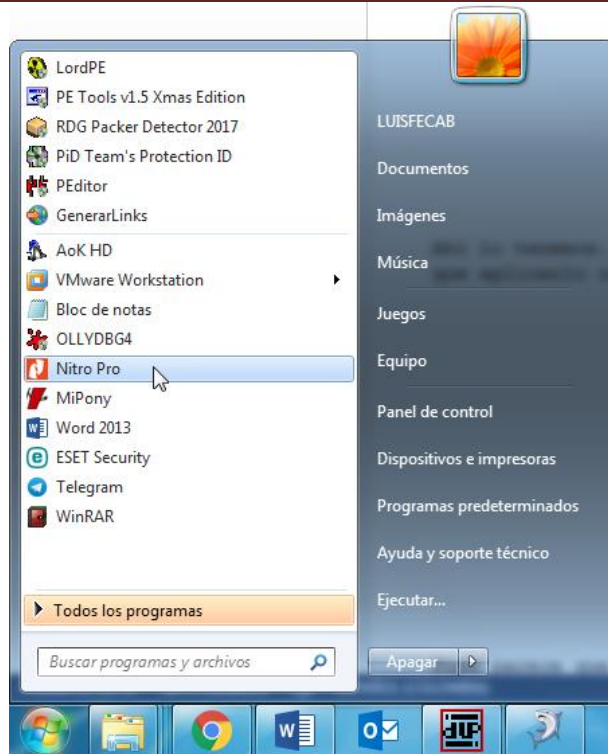 LordPE
PE Tools v1.5 Xmas Edition
RDG Packer Detector 2017
PiD Team's Protection ID
PEditor
GenerarLinks
AoK HD
VMware Workstation
Bloc de notas
OLLYDBG4
Nitro Pro
MiPony
Word 2013
ESET Security
Telegram
WinRAR
Todos los programas
Buscar programas y archivos
LUISFECAB
Documentos
Imágenes
Música
Juegos
Equipo
Panel de control
Dispositivos e impresoras
Programas predeterminados
Ayuda y soporte técnico
Ejecutar...
Apagar